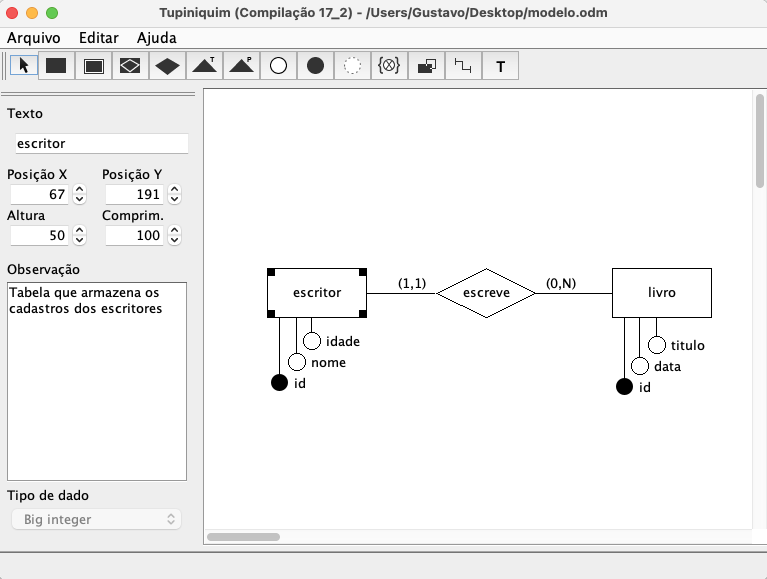 Tupiniquim (Compilação 17_2) - /Users/Gustavo/Desktop/modelo.odm
Arquivo Editar Ajuda
T P T
Texto
escritor
Posição X Posição Y
67 191
Altura Comprim.
50 100
Observação
Tabela que armazena os
cadastros dos escritores
Tipo de dado
Big integer
escritor (1,1) escreve (0,N) livro
idade
nome
id
titulo
data
id